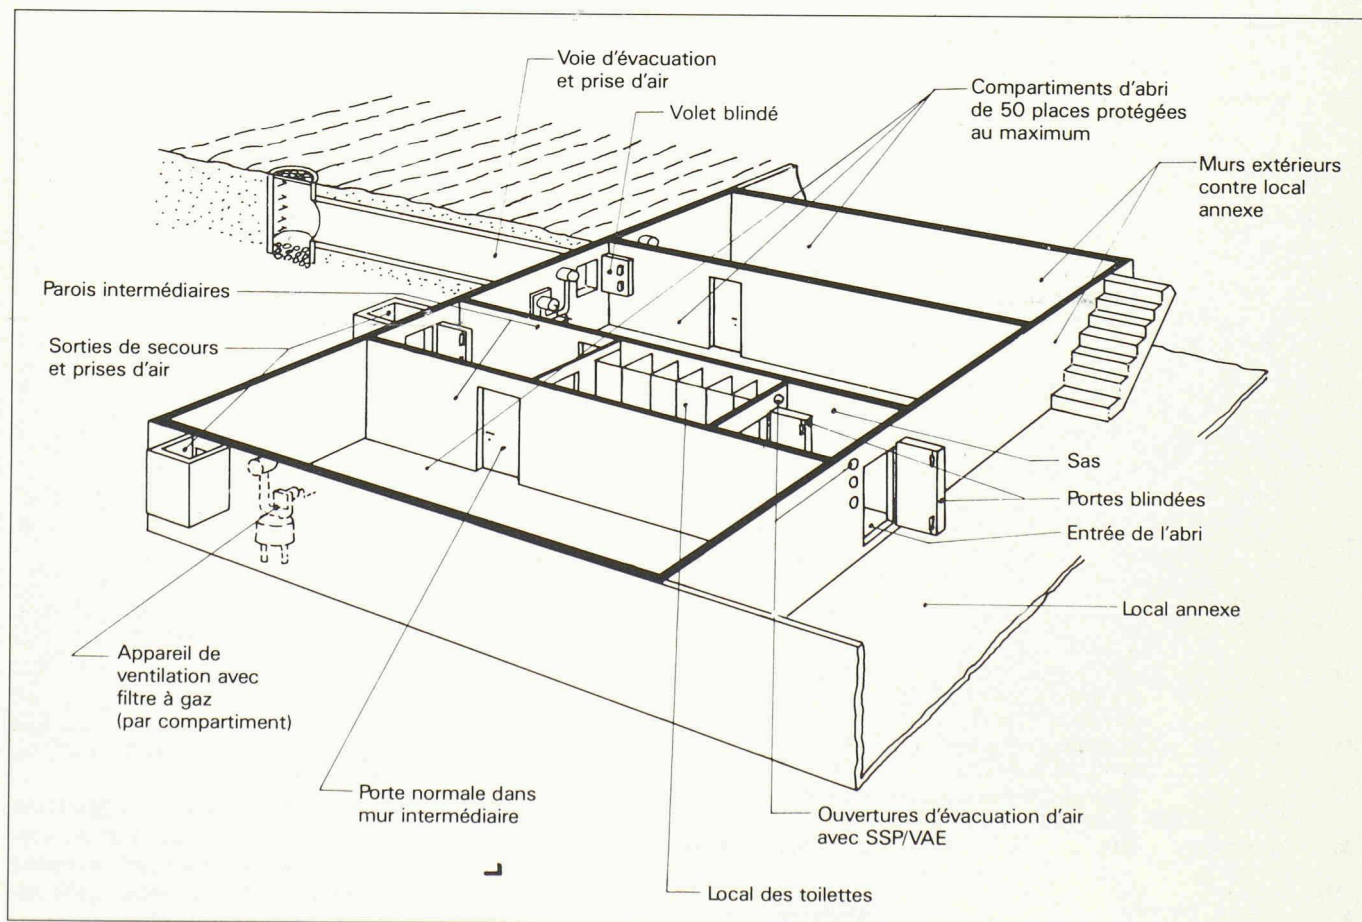 Voie d'évacuation
et prise d'air
Volet blindé
Compartiments d'abri
de 50 places protégées
au maximum
Murs extérieurs
contre local
annexe
Parois intermédiaires
Sorties de secours
et prises d'air
Sas
Portes blindées
Entrée de l'abri
Local annexe
Appareil de
ventilation avec
filtre à gaz
(par compartiment)
Porte normale dans
mur intermédiaire
Ouvertures d'évacuation d'air
avec SSP/VAE
Local des toilettes